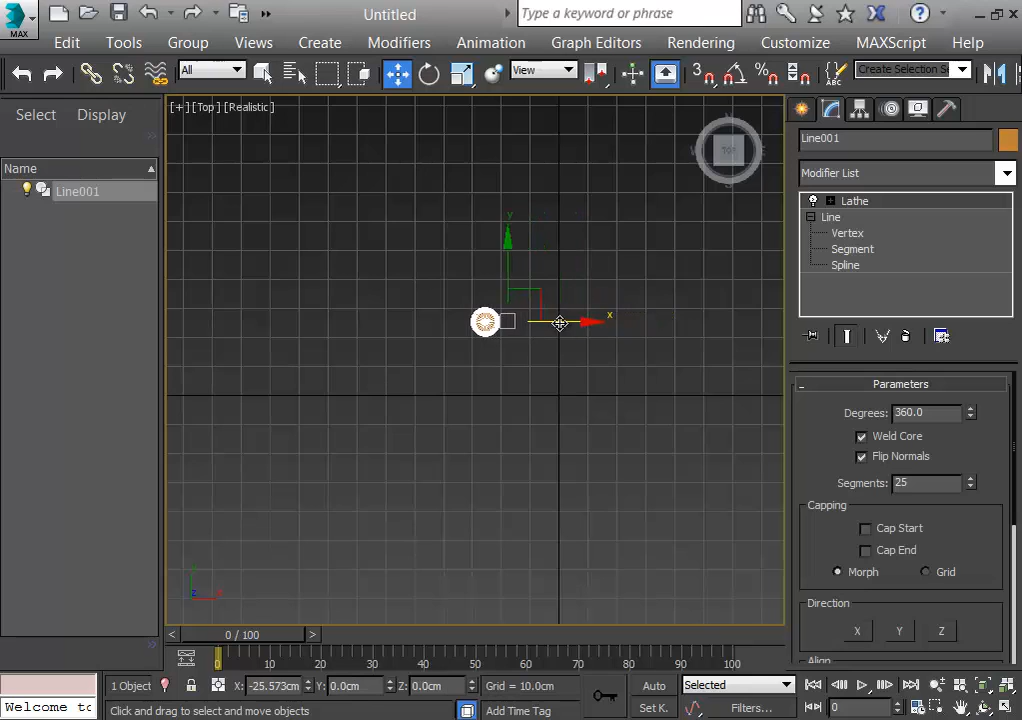 Untitled
Type a keyword or phrase
MAX
Edit Tools Group Views Create Modifiers Animation Graph Editors Rendering Customize MAXScript Help
All
View
3
Create Selection Se
Select Display
[+] [Top] [Realistic]
Name
Line001
TOP
y
x
Line001
Modifier List
Lathe
Line
Vertex
Segment
Spline
Parameters
Degrees: 360.0
Weld Core
Flip Normals
Segments: 25
Capping
Cap Start
Cap End
Morph Grid
Direction
X Y Z
Align
z
< 0 / 100 >
0 10 20 30 40 50 60 70 80 90 100
1 Object X: -25.573cm Y: 0.0cm Z: 0.0cm Grid = 10.0cm Auto Selected
Welcome to Click and drag to select and move objects Add Time Tag Set K. Filters... 0